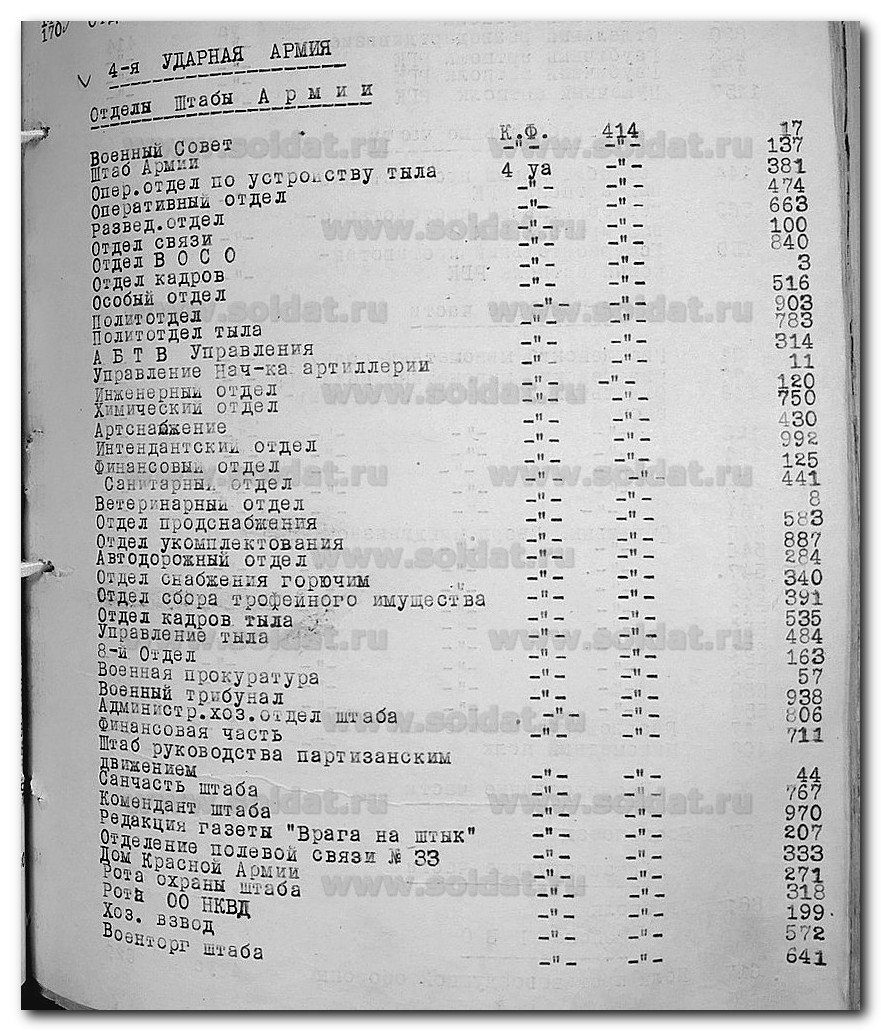 170
4-я УДАРНАЯ АРМИЯ
Отделы Штабы А р м и и
Военный Совет К.Ф. 414 17
Штаб Армии -"- -"- 137
Опер.отдел по устройству тыла 4 уа -"- 381
Оперативный отдел -"- -"- 474
Развед.отдел -"- -"- 663
Отдел связи -"- -"- 100
Отдел В О С О -"- -"- 840
Отдел кадров -"- -"- 3
Особый отдел -"- -"- 516
Политотдел -"- -"- 903
Политотдел тыла -"- -"- 783
А Б Т В Управления -"- -"- 314
Управление Нач-ка артиллерии -"- -"- 11
Инженерный отдел -"- -"- 120
Химический отдел -"- -"- 750
Артснабжение -"- -"- 430
Интендантский отдел -"- -"- 992
Финансовый отдел -"- -"- 125
Санитарный отдел -"- -"- 441
Ветеринарный отдел -"- -"- 8
Отдел продснабжения -"- -"- 583
Отдел укомплектования -"- -"- 887
Автодорожный отдел -"- -"- 284
Отдел снабжения горючим -"- -"- 340
Отдел сбора трофейного имущества -"- -"- 391
Отдел кадров тыла -"- -"- 535
Управление тыла -"- -"- 484
8-й Отдел -"- -"- 163
Военная прокуратура -"- -"- 57
Военный трибунал -"- -"- 938
Администр.хоз.отдел штаба -"- -"- 806
Финансовая часть -"- -"- 711
Штаб руководства партизанским
движением -"- -"- 44
Санчасть штаба -"- -"- 767
Комендант штаба -"- -"- 970
Редакция газеты "Врага на штык" -"- -"- 207
Отделение полевой связи № 33 -"- -"- 333
Дом Красной Армии -"- -"- 271
Рота охраны штаба -"- -"- 318
Рота ОО НКВД -"- -"- 199
Хоз. взвод -"- -"- 572
Военторг штаба -"- -"- 641
www.soldat.ru